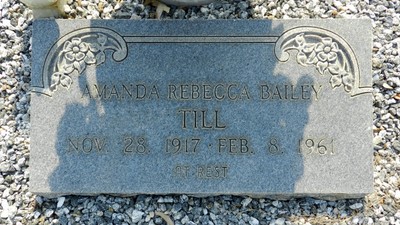 AMANDA REBECCA BAILEY
TILL
NOV. 28, 1917 - FEB. 8, 1961
AT REST